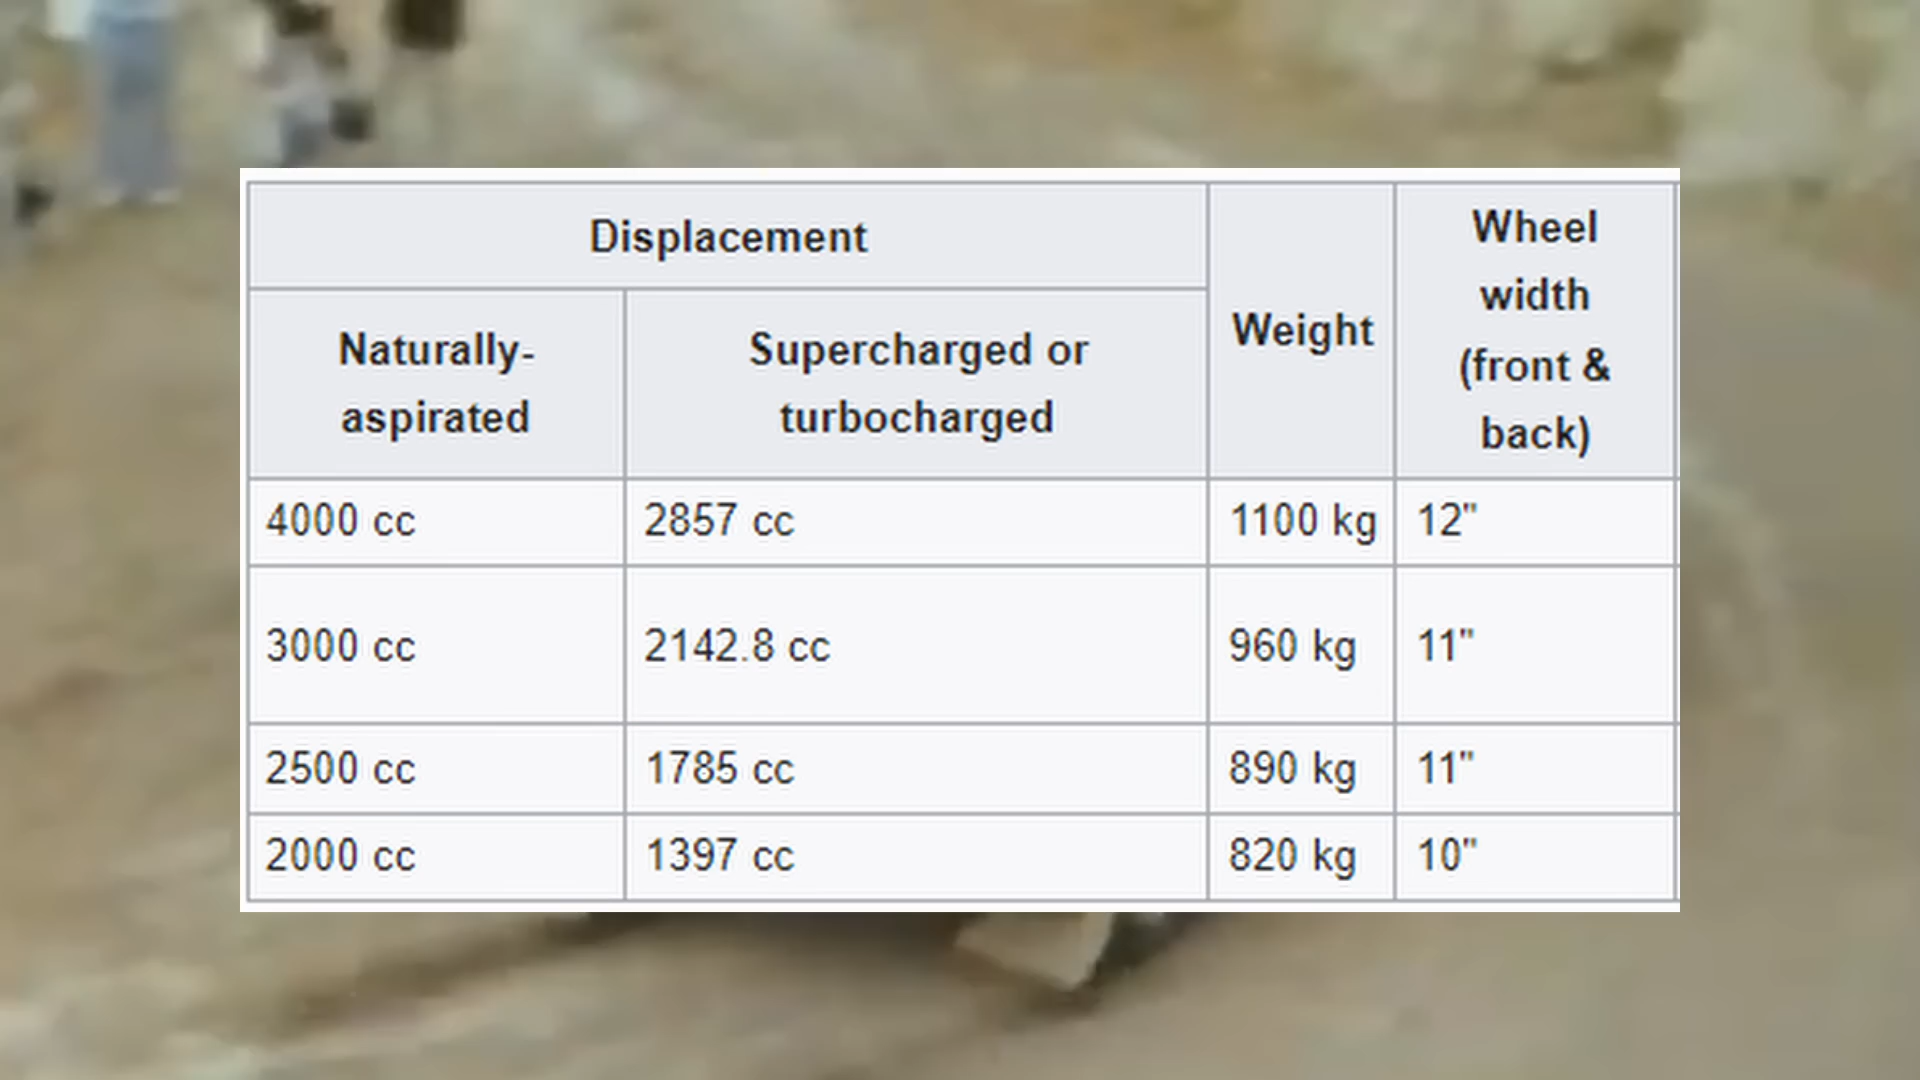 Displacement
Weight
Wheel
width
(front &
back)
Naturally-
aspirated
Supercharged or
turbocharged
4000 cc 2857 cc 1100 kg 12"
3000 cc 2142.8 cc 960 kg 11"
2500 cc 1785 cc 890 kg 11"
2000 cc 1397 cc 820 kg 10"